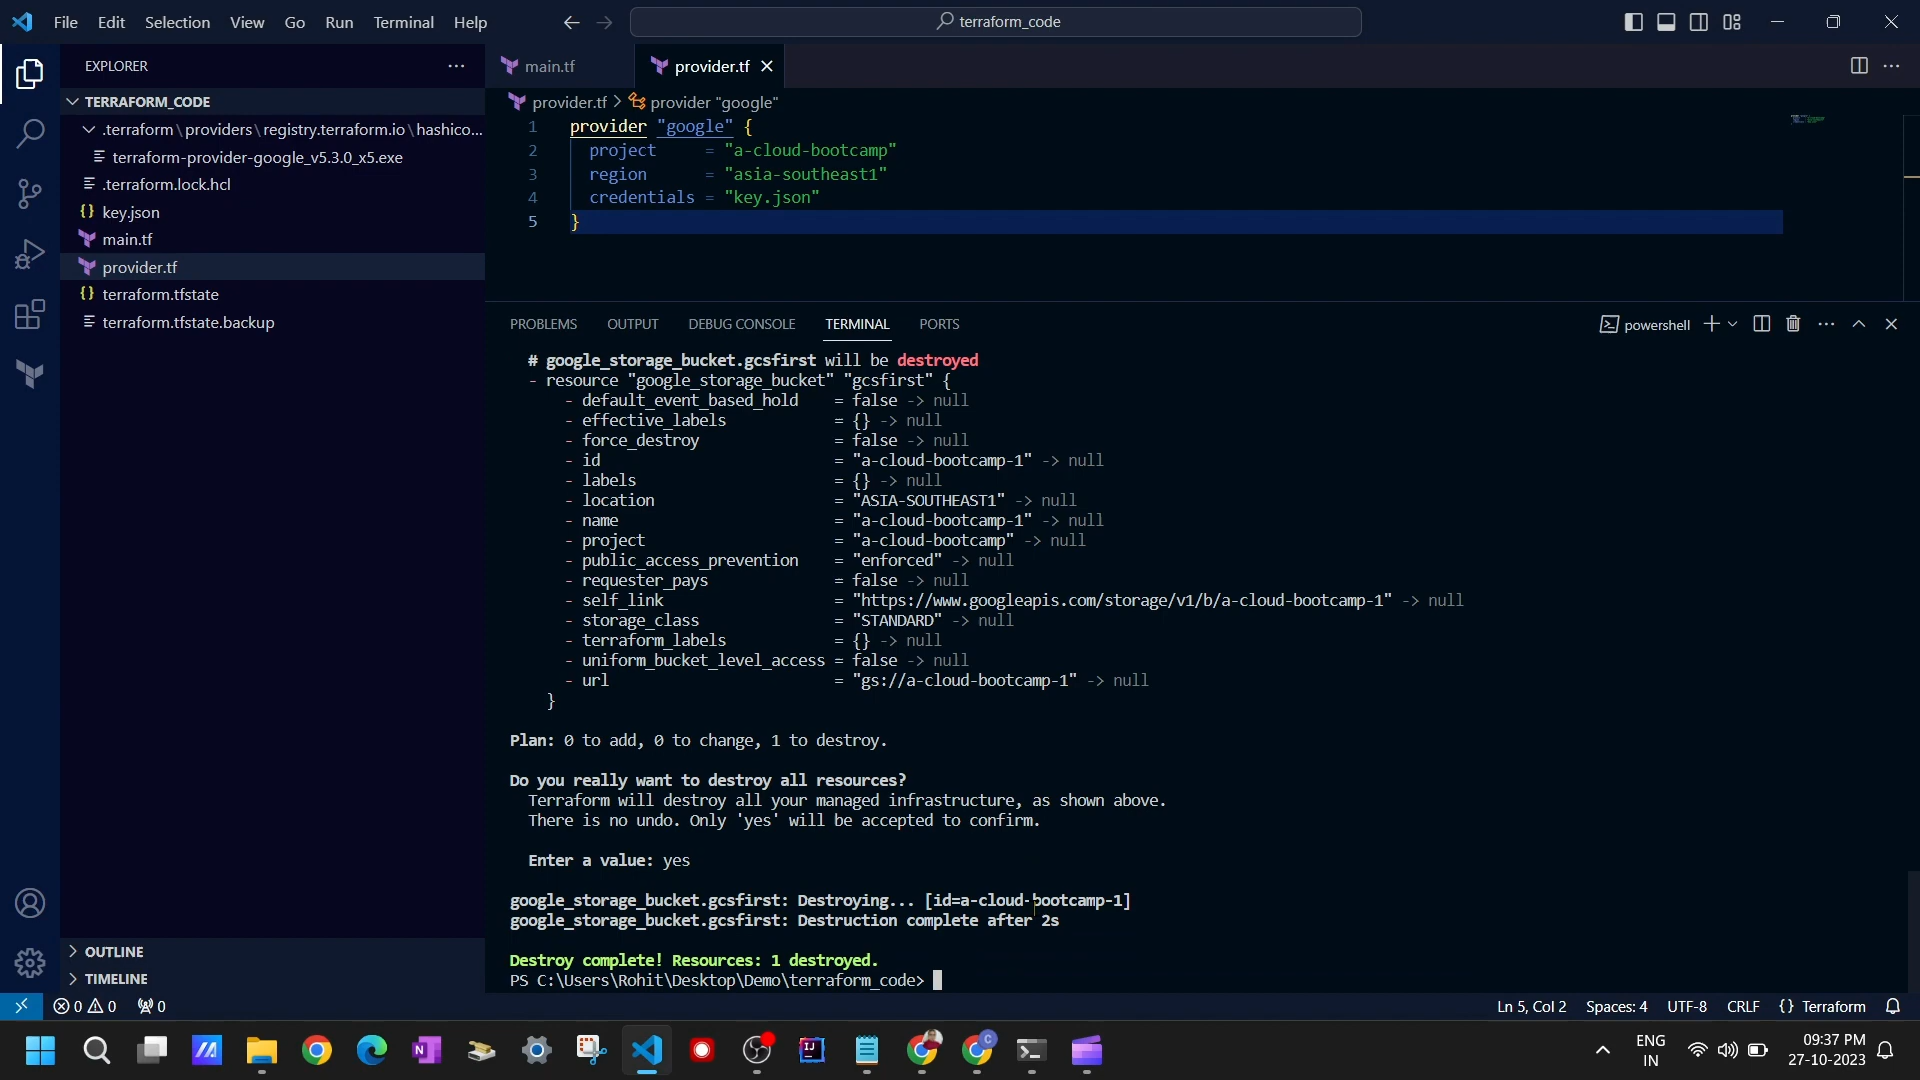 File Edit Selection View Go Run Terminal Help
terraform_code
EXPLORER
main.tf
provider.tf
TERRAFORM_CODE
.terraform\providers\registry.terraform.io\hashico...
terraform-provider-google_v5.3.0_x5.exe
.terraform.lock.hcl
key.json
main.tf
provider.tf
terraform.tfstate
terraform.tfstate.backup
OUTLINE
TIMELINE
provider.tf > provider "google"
1 provider "google" {
2 project = "a-cloud-bootcamp"
3 region = "asia-southeast1"
4 credentials = "key.json"
5 }
PROBLEMS OUTPUT DEBUG CONSOLE TERMINAL PORTS
powershell
# google_storage_bucket.gcsfirst will be destroyed
- resource "google_storage_bucket" "gcsfirst" {
- default_event_based_hold = false -> null
- effective_labels = {} -> null
- force_destroy = false -> null
- id = "a-cloud-bootcamp-1" -> null
- labels = {} -> null
- location = "ASIA-SOUTHEAST1" -> null
- name = "a-cloud-bootcamp-1" -> null
- project = "a-cloud-bootcamp" -> null
- public_access_prevention = "enforced" -> null
- requester_pays = false -> null
- self_link = "https://www.googleapis.com/storage/v1/b/a-cloud-bootcamp-1" -> null
- storage_class = "STANDARD" -> null
- terraform_labels = {} -> null
- uniform_bucket_level_access = false -> null
- url = "gs://a-cloud-bootcamp-1" -> null
}
Plan: 0 to add, 0 to change, 1 to destroy.
Do you really want to destroy all resources?
Terraform will destroy all your managed infrastructure, as shown above.
There is no undo. Only 'yes' will be accepted to confirm.
Enter a value: yes
google_storage_bucket.gcsfirst: Destroying... [id=a-cloud-bootcamp-1]
google_storage_bucket.gcsfirst: Destruction complete after 2s
Destroy complete! Resources: 1 destroyed.
PS C:\Users\Rohit\Desktop\Demo\terraform_code>
0 0 0
Ln 5, Col 2 Spaces: 4 UTF-8 CRLF {} Terraform
ENG
IN
09:37 PM
27-10-2023